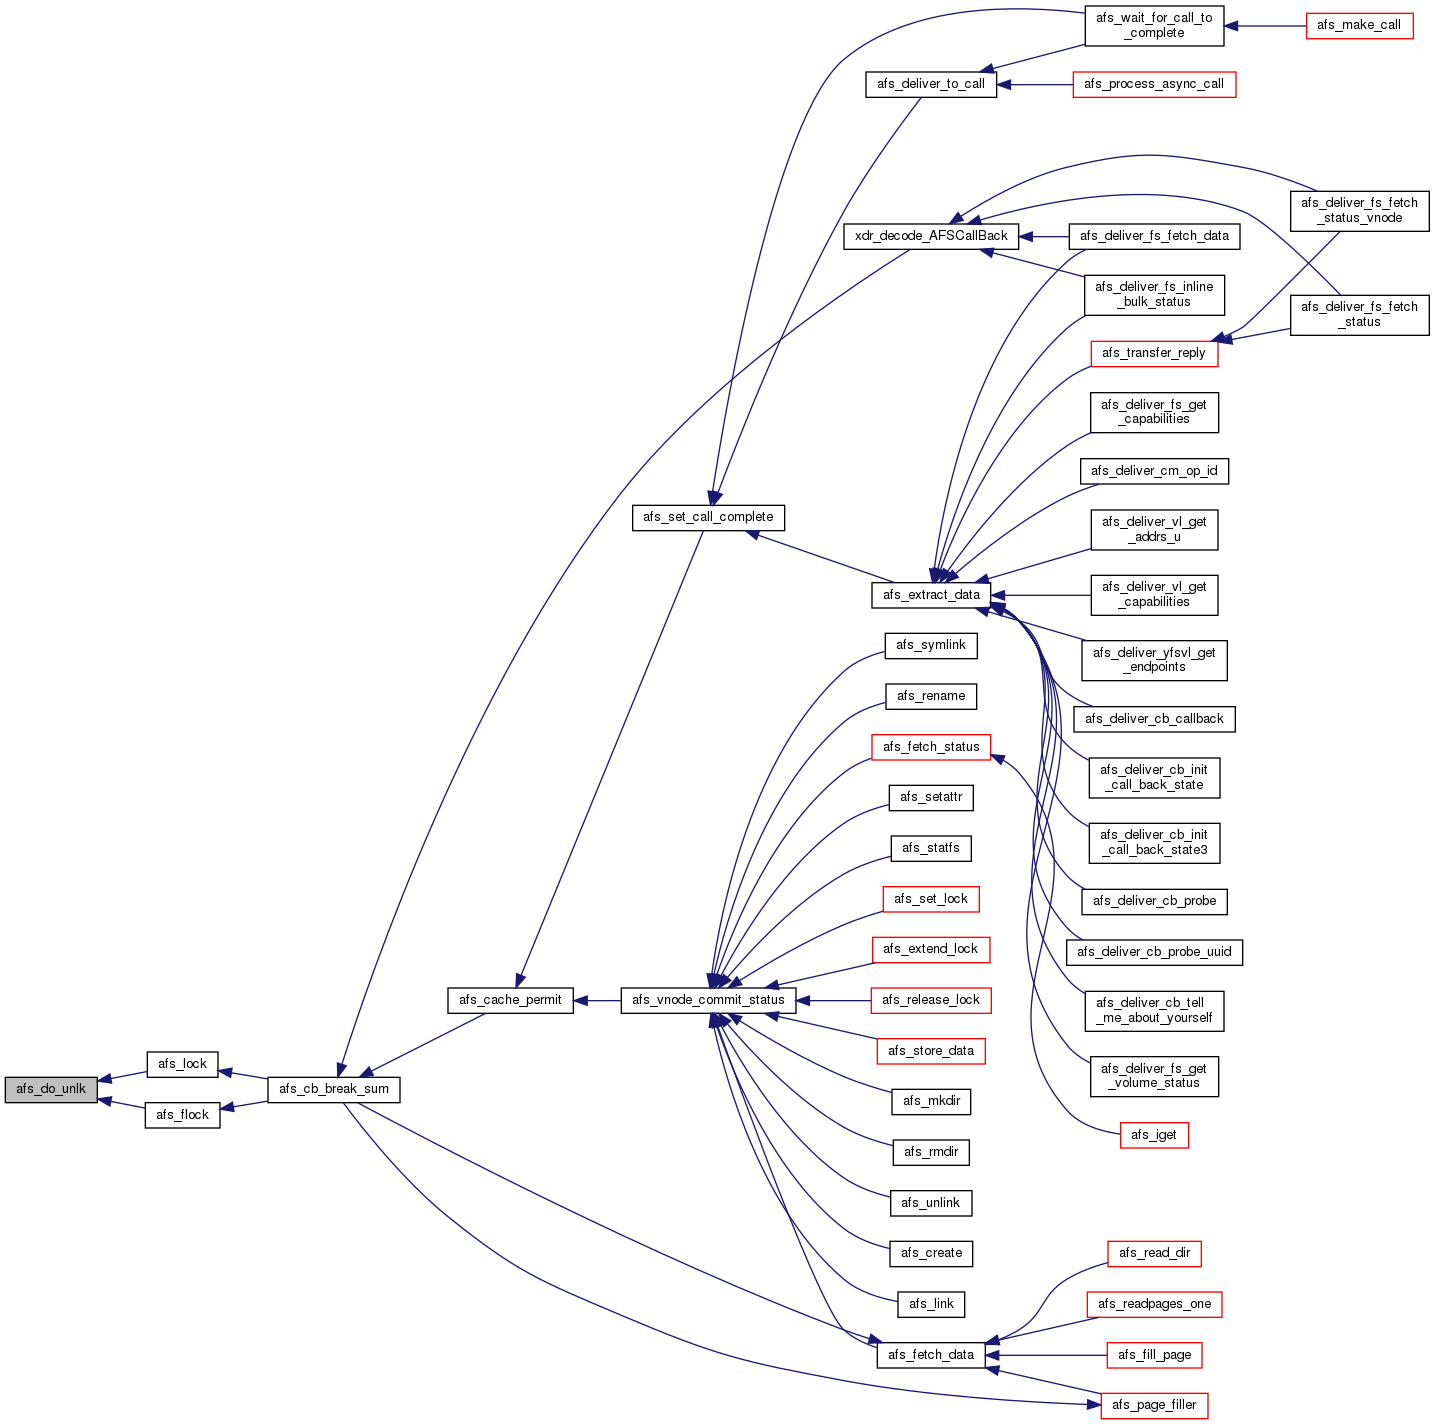 afs_wait_for_call_to
_complete
afs_make_call
afs_deliver_to_call
afs_process_async_call
afs_deliver_fs_fetch
_status_vnode
xdr_decode_AFSCallBack
afs_deliver_fs_fetch_data
afs_deliver_fs_inline
_bulk_status
afs_deliver_fs_fetch
_status
afs_transfer_reply
afs_deliver_fs_get
_capabilities
afs_deliver_cm_op_id
afs_set_call_complete
afs_deliver_vl_get
_addrs_u
afs_extract_data
afs_deliver_vl_get
_capabilities
afs_symlink
afs_deliver_yfsvl_get
_endpoints
afs_rename
afs_deliver_cb_callback
afs_fetch_status
afs_deliver_cb_init
_call_back_state
afs_setattr
afs_deliver_cb_init
_call_back_state3
afs_statfs
afs_set_lock
afs_deliver_cb_probe
afs_extend_lock
afs_deliver_cb_probe_uuid
afs_cache_permit
afs_vnode_commit_status
afs_release_lock
afs_deliver_cb_tell
_me_about_yourself
afs_store_data
afs_lock
afs_deliver_fs_get
_volume_status
afs_do_unlk
afs_cb_break_sum
afs_mkdir
afs_flock
afs_iget
afs_rmdir
afs_unlink
afs_create
afs_read_dir
afs_link
afs_readpages_one
afs_fetch_data
afs_fill_page
afs_page_filler